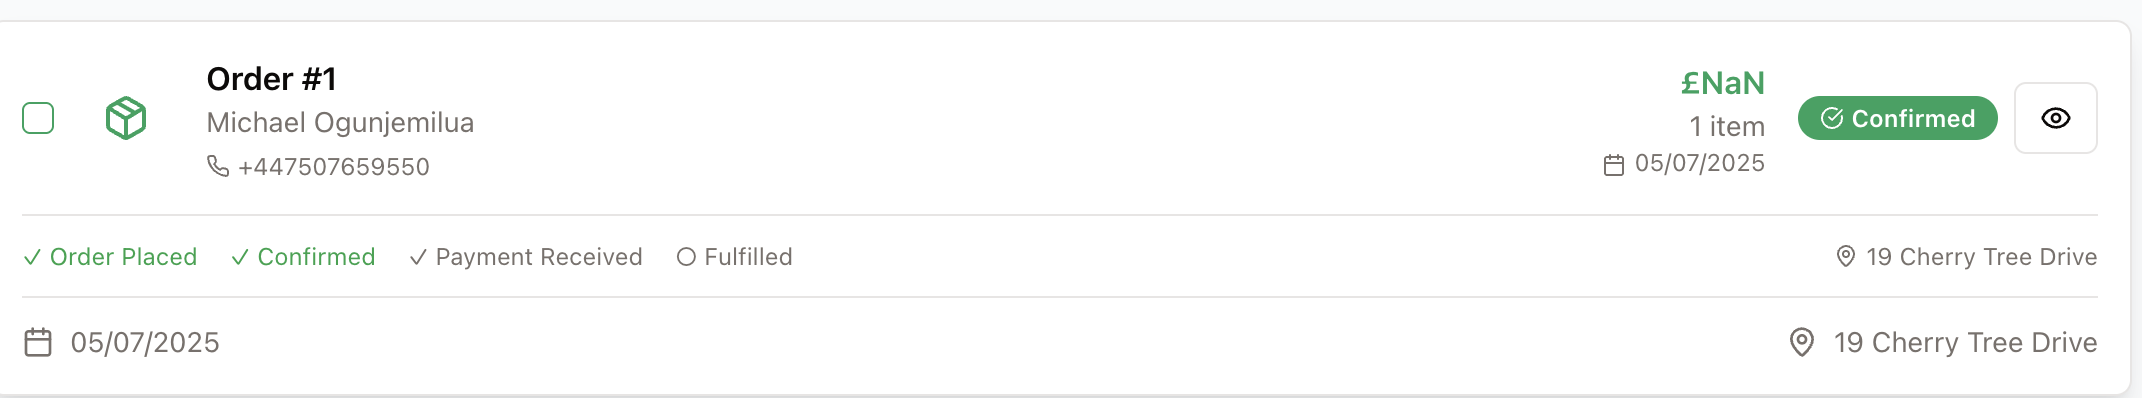 Order #1
Michael Ogunjemilua
+447507659550
£NaN
1 item
05/07/2025
Confirmed
Order Placed Confirmed Payment Received Fulfilled
19 Cherry Tree Drive
05/07/2025
19 Cherry Tree Drive